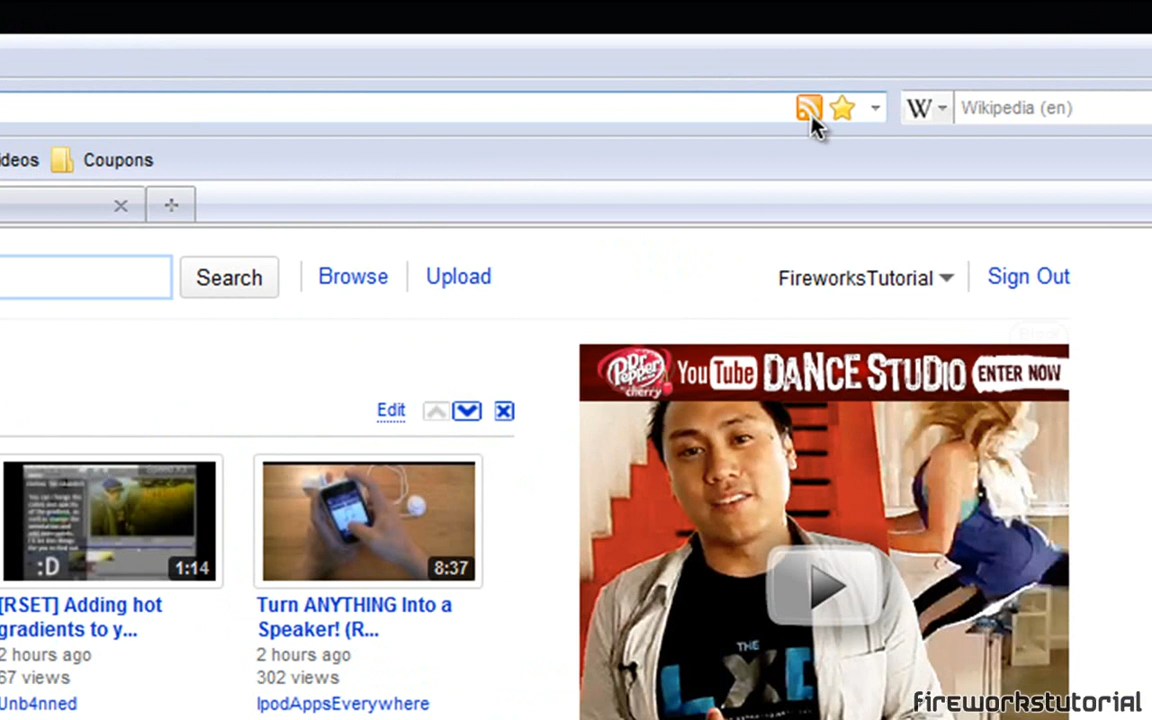 W Wikipedia (en)
ideos Coupons
Search Browse Upload FireworksTutorial Sign Out
Dr Pepper cherry YouTube DANCE STUDIO ENTER NOW
Edit
:D 1:14
8:37
[RSET] Adding hot
gradients to y...
2 hours ago
67 views
Unb4nned
Turn ANYTHING Into a
Speaker! (R...
2 hours ago
302 views
IpodAppsEverywhere
THE
LXD
fireworkstutorial